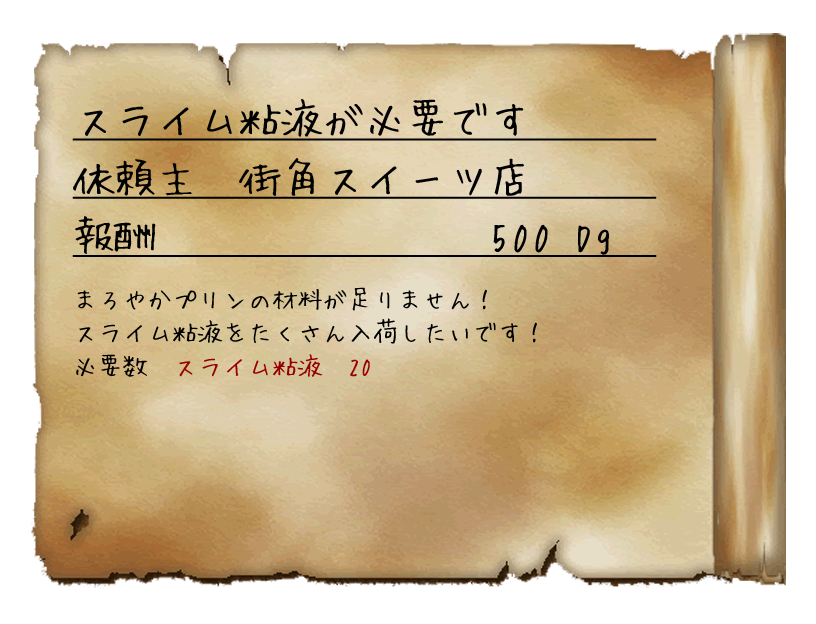 スライム粘液が必要です
依頼主　街角スイーツ店
報酬　500 Dg
まろやかプリンの材料が足りません！
スライム粘液をたくさん入荷したいです！
必要数　スライム粘液　20